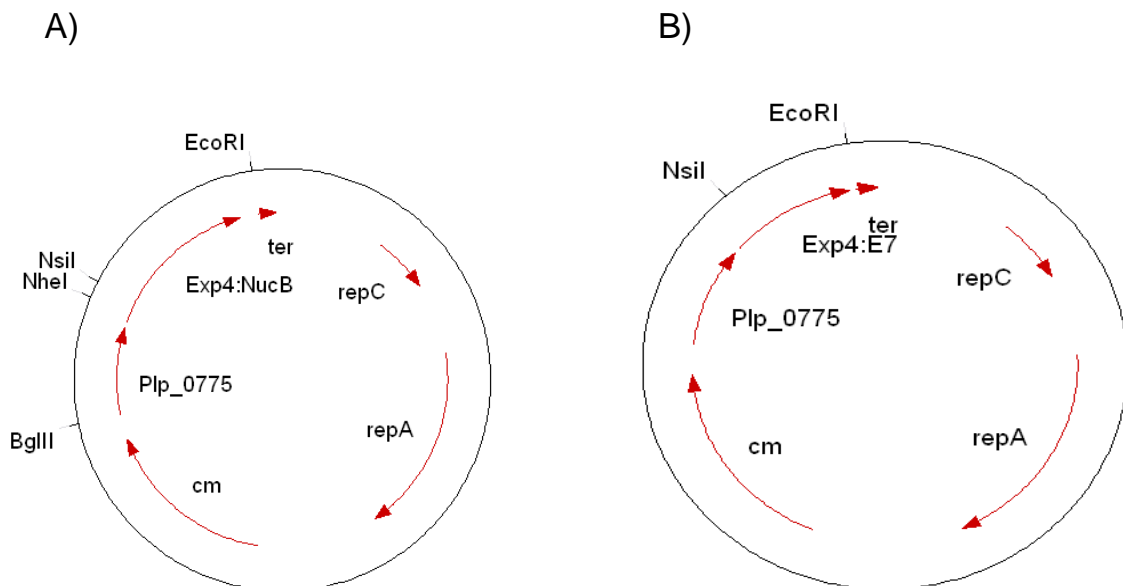 A)
EcoRI
NsiI
NheI
ter
Exp4:NucB
repC
Plp_0775
BglII
repA
cm
B)
EcoRI
NsiI
ter
Exp4:E7
repC
Plp_0775
repA
cm